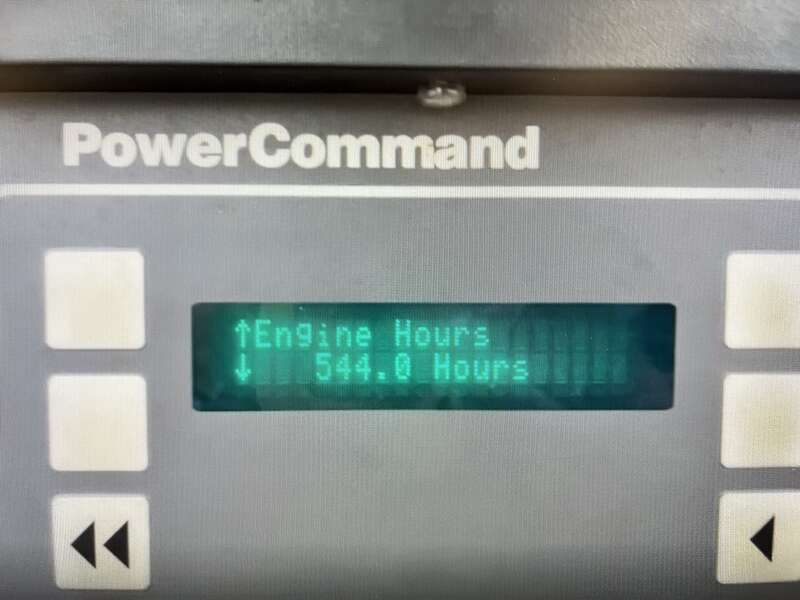 PowerCommand
↑Engine Hours
↓ 544.0 Hours